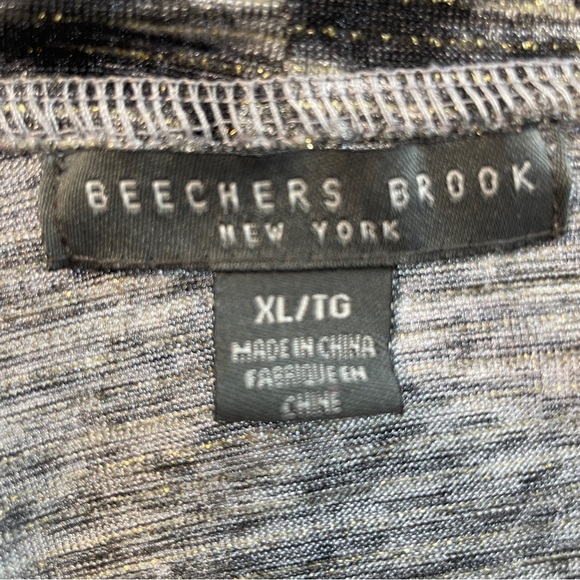 BEECHERS BROOK
NEW YORK
XL/TG
MADE IN CHINA
FABRIQUE EN
CHINE